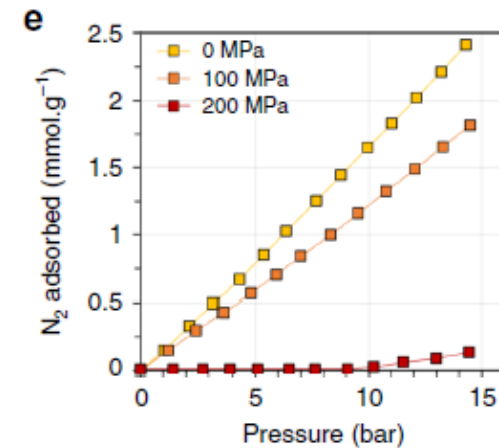 e
2.5
2
1.5
1
0.5
0
N₂ adsorbed (mmol.g⁻¹)
0 MPa
100 MPa
200 MPa
0 5 10 15
Pressure (bar)